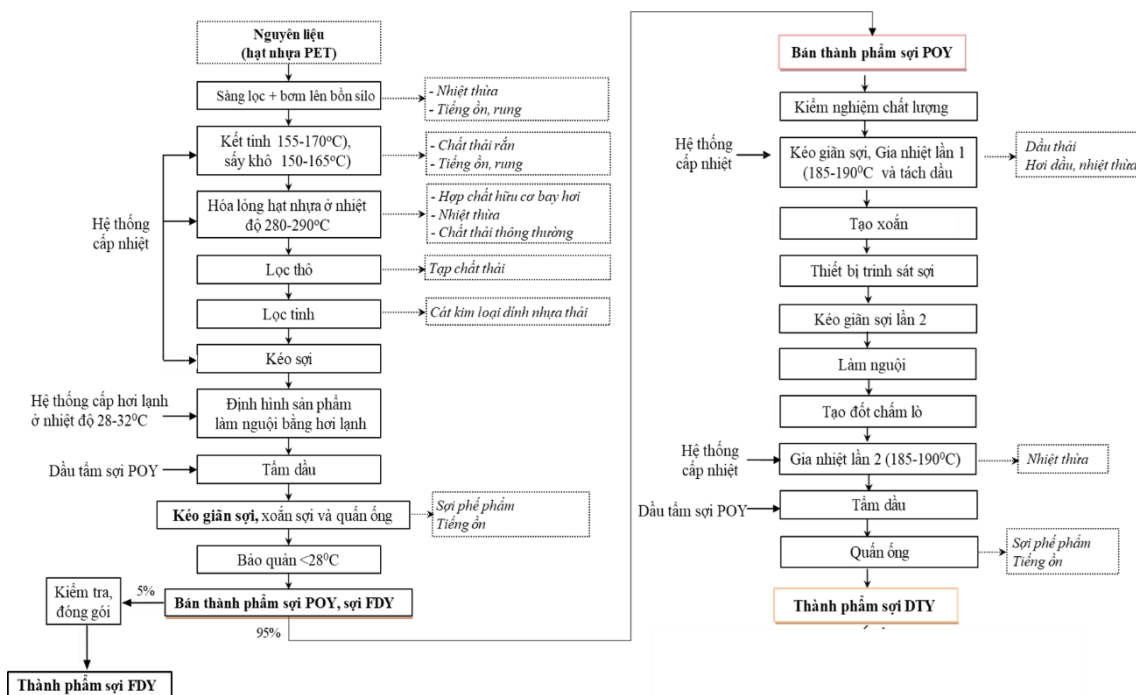 Nguyên liệu
(hạt nhựa PET)
Sàng lọc + bơm lên bồn silo
- Nhiệt thừa
- Tiếng ồn, rung
Kết tinh 155-170ºC),
sấy khô 150-165ºC)
- Chất thải rắn
- Tiếng ồn, rung
Hệ thống
cấp nhiệt
Hóa lỏng hạt nhựa ở nhiệt
độ 280-290ºC
- Hợp chất hữu cơ bay hơi
- Nhiệt thừa
- Chất thải thông thường
Lọc thô
Tạp chất thải
Lọc tinh
Cát kim loại dính nhựa thải
Kéo sợi
Hệ thống cấp hơi lạnh
ở nhiệt độ 28-32⁰C
Định hình sản phẩm
làm nguội bằng hơi lạnh
Dầu tẩm sợi POY
Tẩm dầu
Kéo giãn sợi, xoắn sợi và quấn ống
Sợi phế phẩm
Tiếng ồn
Bảo quản <28⁰C
Kiểm tra,
đóng gói
5%
Bán thành phẩm sợi POY, sợi FDY
95%
Thành phẩm sợi FDY
Bán thành phẩm sợi POY
Kiểm nghiệm chất lượng
Hệ thống
cấp nhiệt
Kéo giãn sợi, Gia nhiệt lần 1
(185-190⁰C và tách dầu
Dầu thải
Hơi dầu, nhiệt thừa
Tạo xoắn
Thiết bị trinh sát sợi
Kéo giãn sợi lần 2
Làm nguội
Tạo đốt chấm lò
Hệ thống
cấp nhiệt
Gia nhiệt lần 2 (185-190⁰C)
Nhiệt thừa
Dầu tẩm sợi POY
Tẩm dầu
Quấn ống
Sợi phế phẩm
Tiếng ồn
Thành phẩm sợi DTY